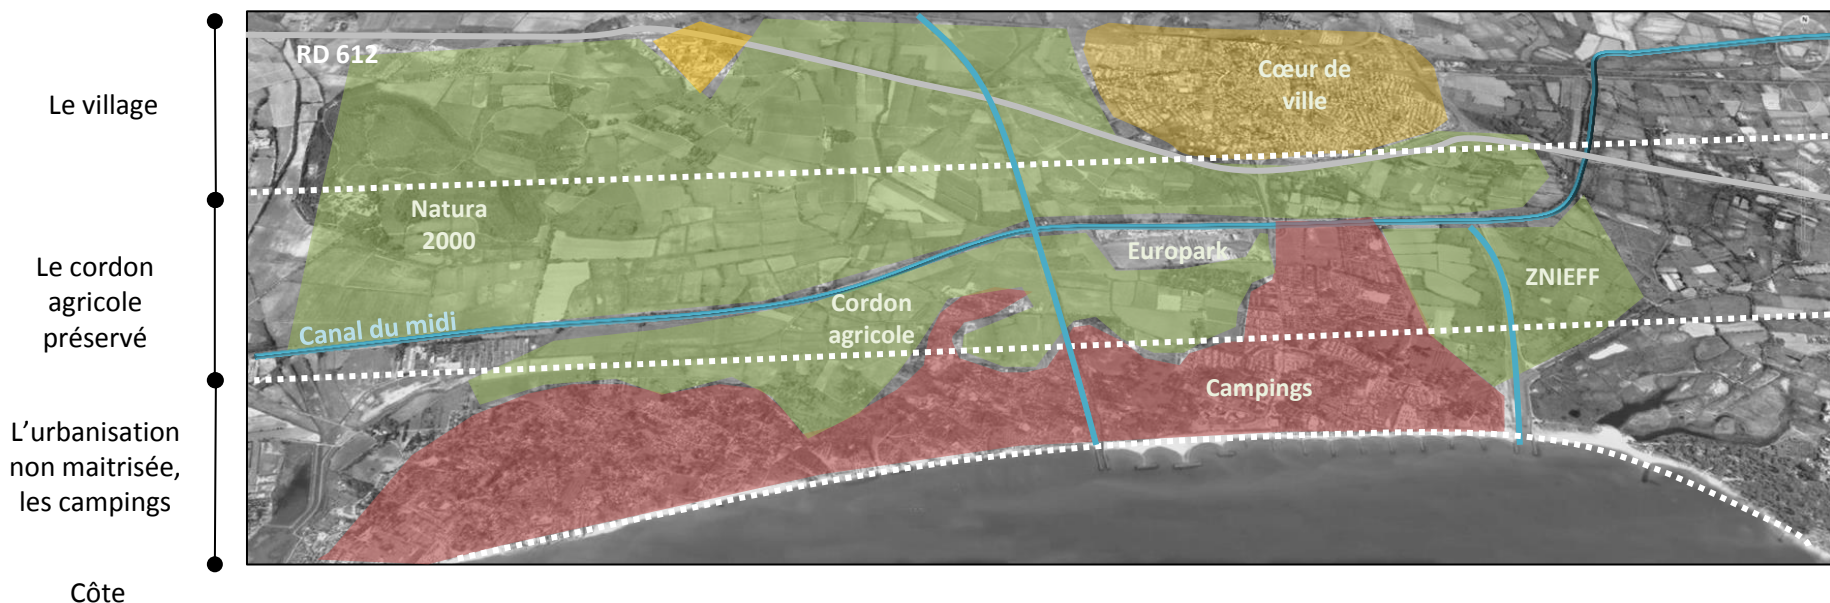 RD 612
Le village
Cœur de
ville
Natura
2000
Europark
ZNIEFF
Le cordon
agricole
préservé
Canal du midi
Cordon
agricole
Campings
L’urbanisation
non maitrisée,
les campings
Côte